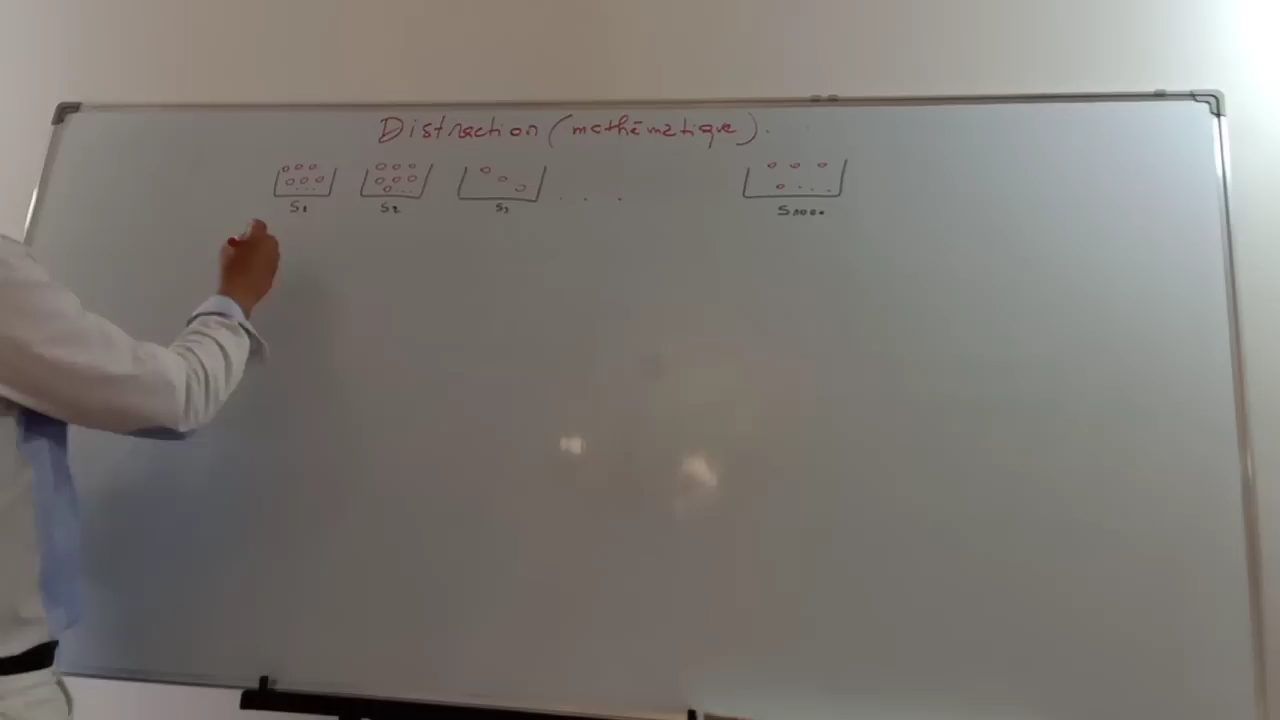 Distraction (mathématique).
S1 S2 S3 . . . S1000